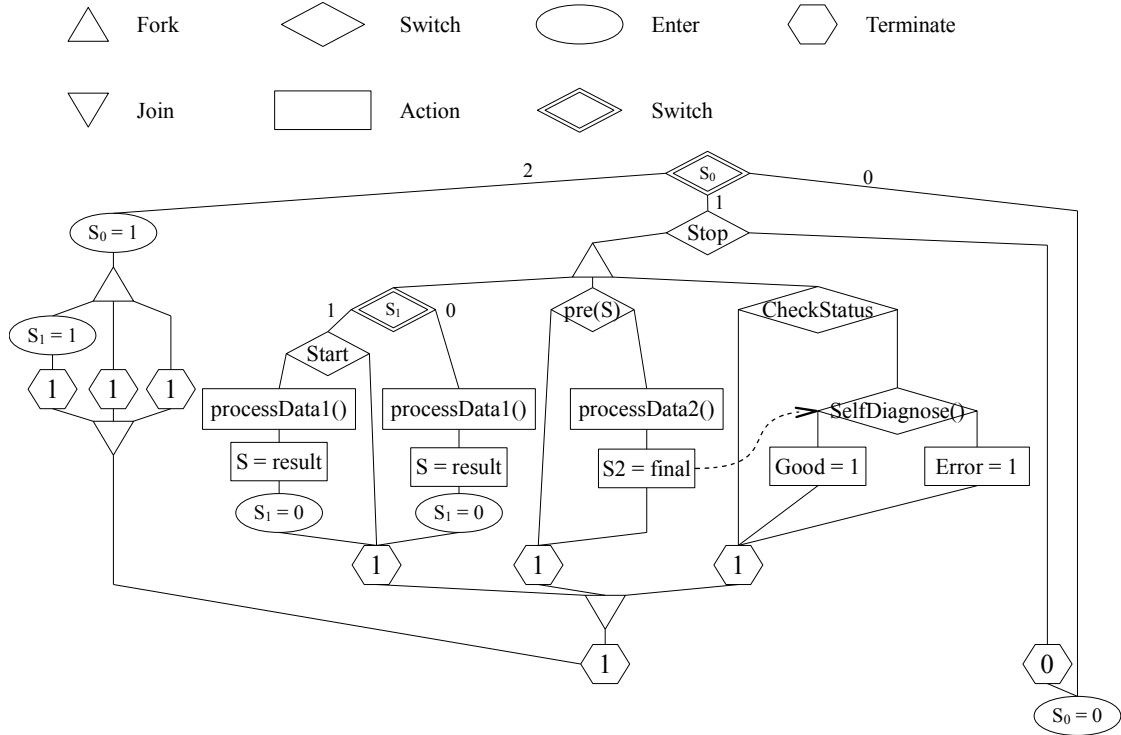 Fork
Switch
Enter
Terminate
Join
Action
Switch
2
S₀
0
1
S₀ = 1
Stop
1
S₁
0
pre(S)
CheckStatus
S₁ = 1
Start
1
1
1
processData1()
processData1()
processData2()
SelfDiagnose()
S = result
S = result
S2 = final
Good = 1
Error = 1
S₁ = 0
S₁ = 0
1
1
1
1
0
S₀ = 0